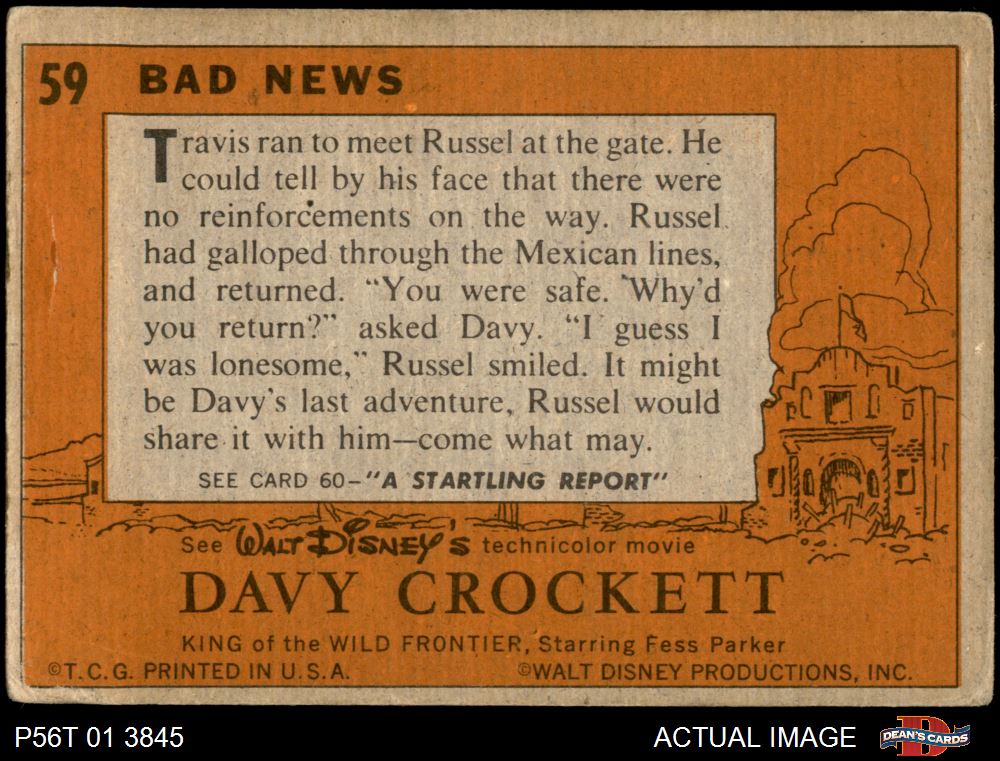 59 BAD NEWS
Travis ran to meet Russel at the gate. He
could tell by his face that there were
no reinforcements on the way. Russel
had galloped through the Mexican lines,
and returned. “You were safe. Why’d
you return?” asked Davy. “I guess I
was lonesome,” Russel smiled. It might
be Davy’s last adventure, Russel would
share it with him—come what may.
SEE CARD 60–“A STARTLING REPORT”
See WALT DISNEY’S technicolor movie
DAVY CROCKETT
KING of the WILD FRONTIER, Starring Fess Parker
©T.C.G. PRINTED IN U.S.A. ©WALT DISNEY PRODUCTIONS, INC.
P56T 01 3845 ACTUAL IMAGE DEAN'S CARDS